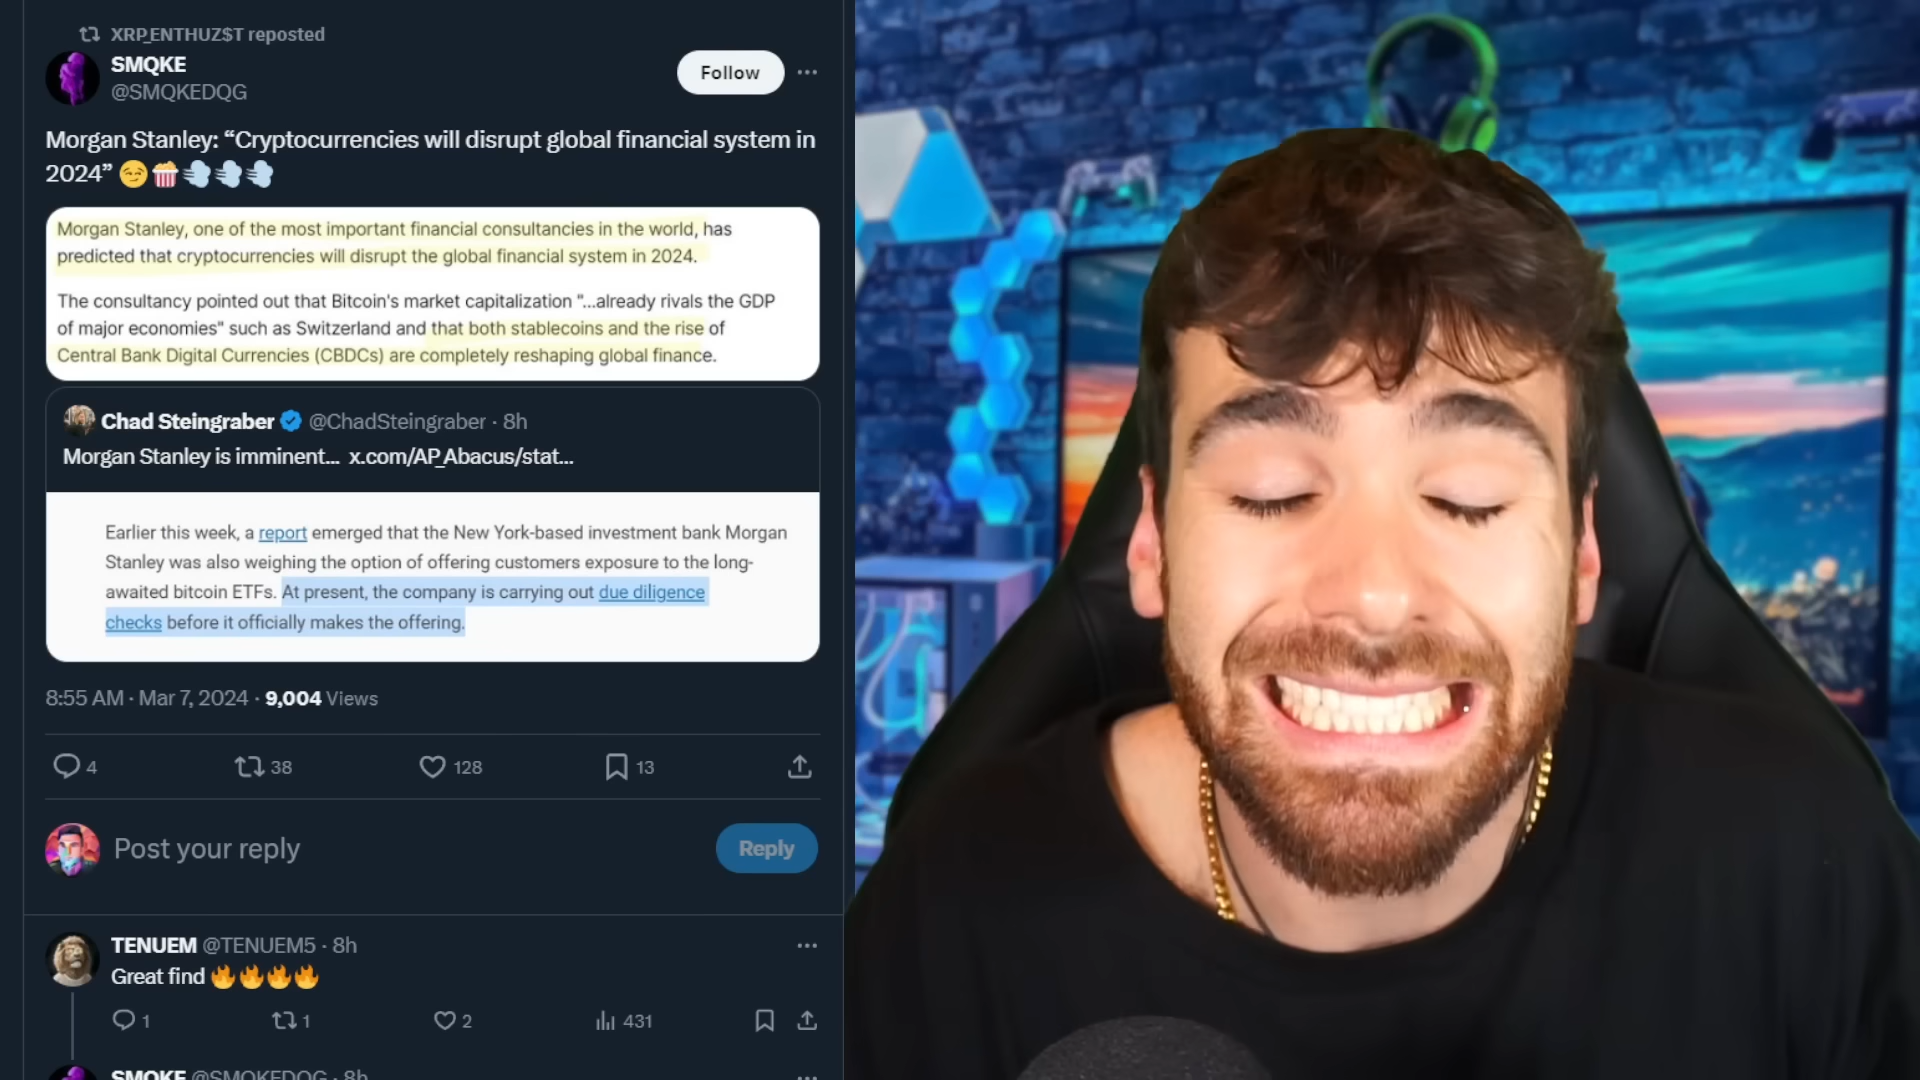 XRP_ENTHUZ$T reposted
SMQKE
@SMQKEDQG
Follow
Morgan Stanley: “Cryptocurrencies will disrupt global financial system in
2024” 😏🍿💨💨💨
Morgan Stanley, one of the most important financial consultancies in the world, has
predicted that cryptocurrencies will disrupt the global financial system in 2024.
The consultancy pointed out that Bitcoin's market capitalization "...already rivals the GDP
of major economies" such as Switzerland and that both stablecoins and the rise of
Central Bank Digital Currencies (CBDCs) are completely reshaping global finance.
Chad Steingraber @ChadSteingraber · 8h
Morgan Stanley is imminent... x.com/AP_Abacus/stat...
Earlier this week, a report emerged that the New York-based investment bank Morgan
Stanley was also weighing the option of offering customers exposure to the long-
awaited bitcoin ETFs. At present, the company is carrying out due diligence
checks before it officially makes the offering.
8:55 AM · Mar 7, 2024 · 9,004 Views
4 38 128 13
Post your reply
Reply
TENUEM @TENUEM5 · 8h
Great find 🔥🔥🔥🔥
1 1 2 431
SMQKE @SMQKEDQG · 8h